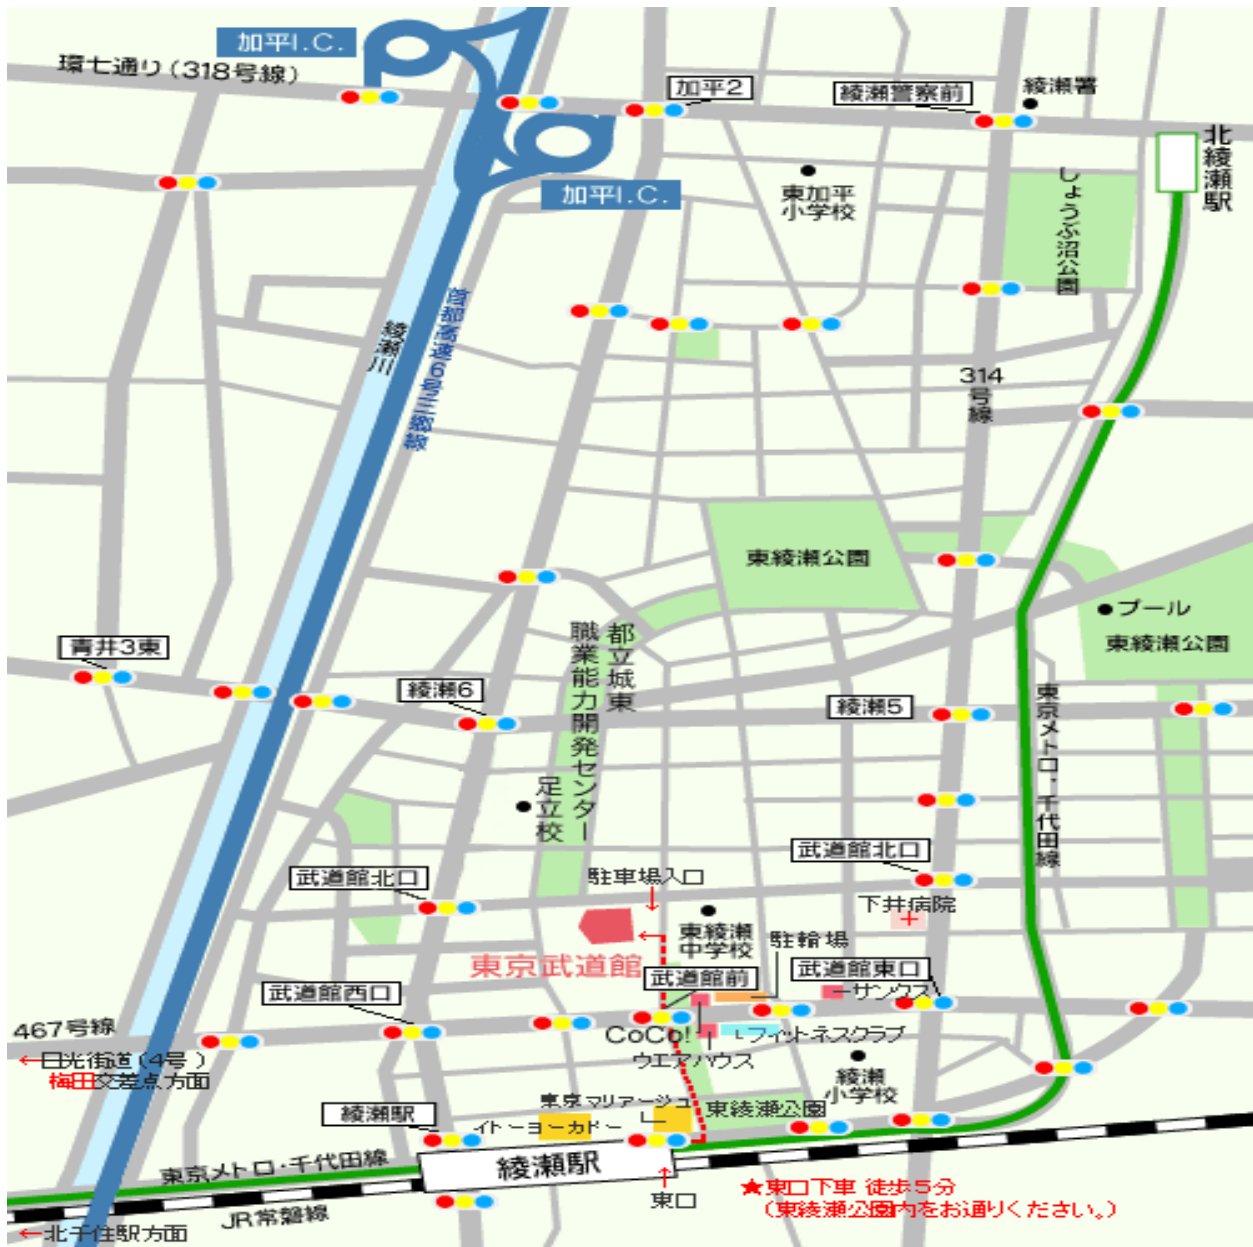 加平I.C.
環七通り(318号線)
加平2
綾瀬警察前
綾瀬署
北綾瀬駅
加平I.C.
東加平
小学校
しょうぶ沼公園
首都高速6号三郷線
綾瀬川
314号線
東綾瀬公園
プール
東綾瀬公園
青井3東
綾瀬6
都立城東
職業能力開発センター
足立校
綾瀬5
東京メトロ・千代田線
武道館北口
武道館北口
駐車場入口
下井病院
東綾瀬
中学校
駐輪場
東京武道館
武道館前
武道館東口
サンクス
武道館西口
467号線
CoCo!
フィットネスクラブ
ウエアハウス
←日光街道(4号)
梅田交差点方面
綾瀬
小学校
東京マリアージュ
東綾瀬公園
綾瀬駅
イトーヨーカドー
綾瀬駅
東京メトロ・千代田線
JR常磐線
東口
★東口下車 徒歩5分
(東綾瀬公園内をお通りください。)
←北千住駅方面